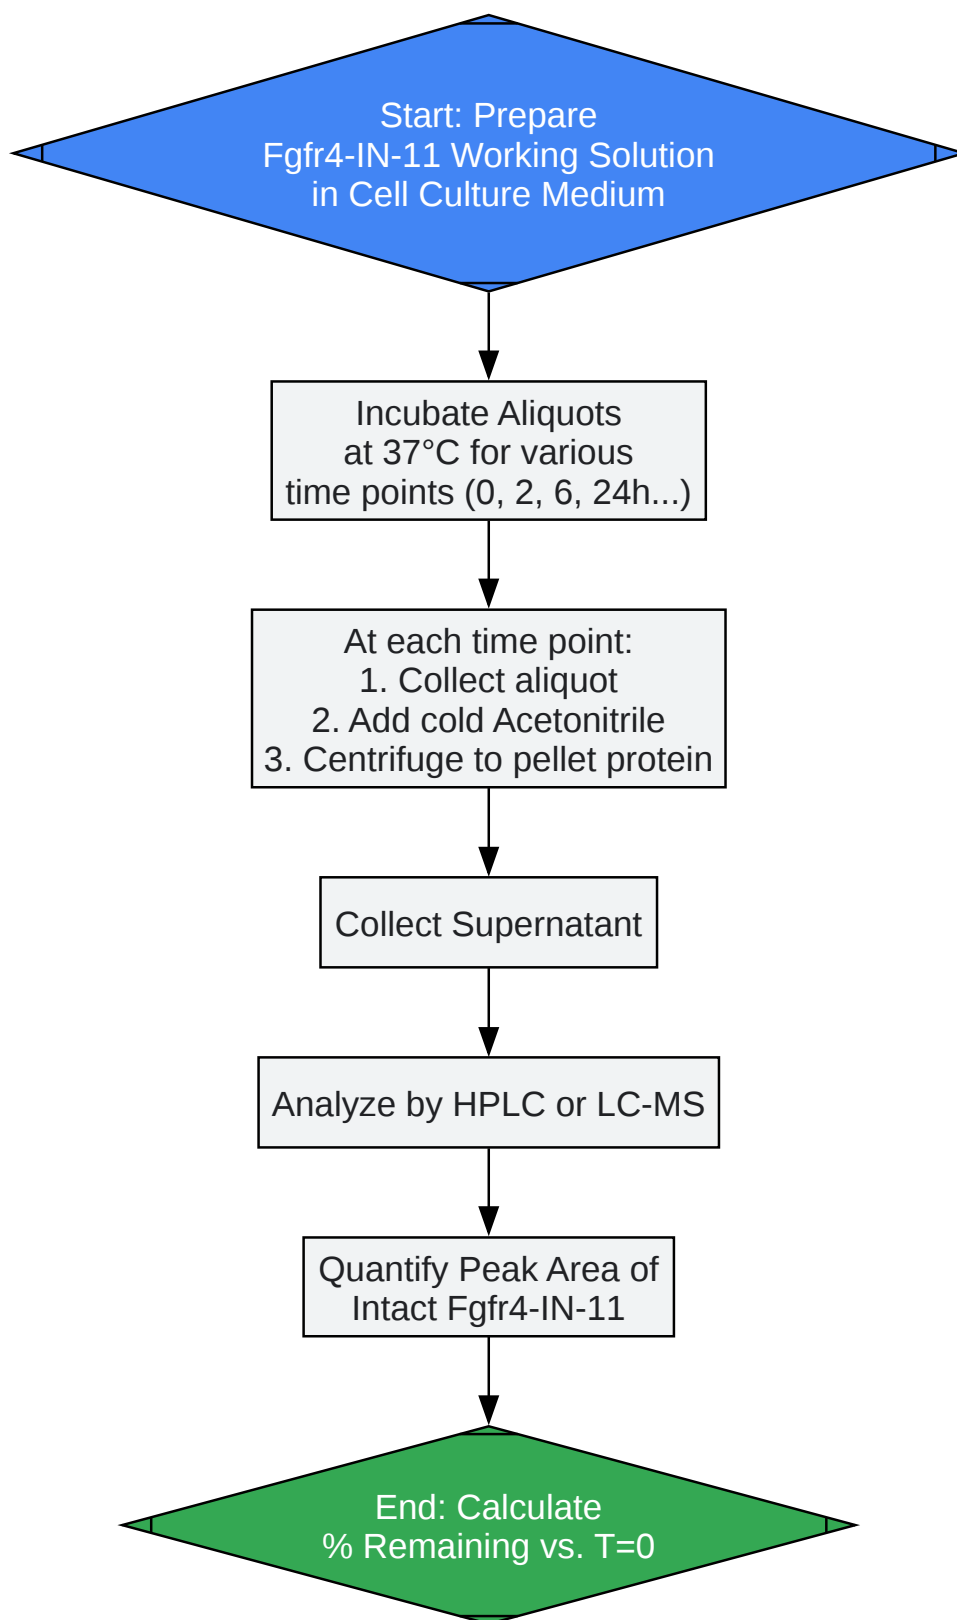 Start: Prepare
Fgfr4-IN-11 Working Solution
in Cell Culture Medium
Incubate Aliquots
at 37°C for various
time points (0, 2, 6, 24h...)
At each time point:
1. Collect aliquot
2. Add cold Acetonitrile
3. Centrifuge to pellet protein
Collect Supernatant
Analyze by HPLC or LC-MS
Quantify Peak Area of
Intact Fgfr4-IN-11
End: Calculate
% Remaining vs. T=0